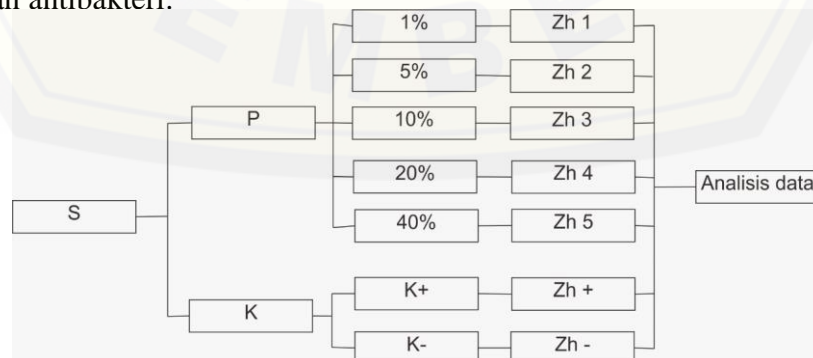 antibakteri.
1% Zh 1
5% Zh 2
P 10% Zh 3
20% Zh 4 Analisis data
S 40% Zh 5
K+ Zh +
K
K- Zh -